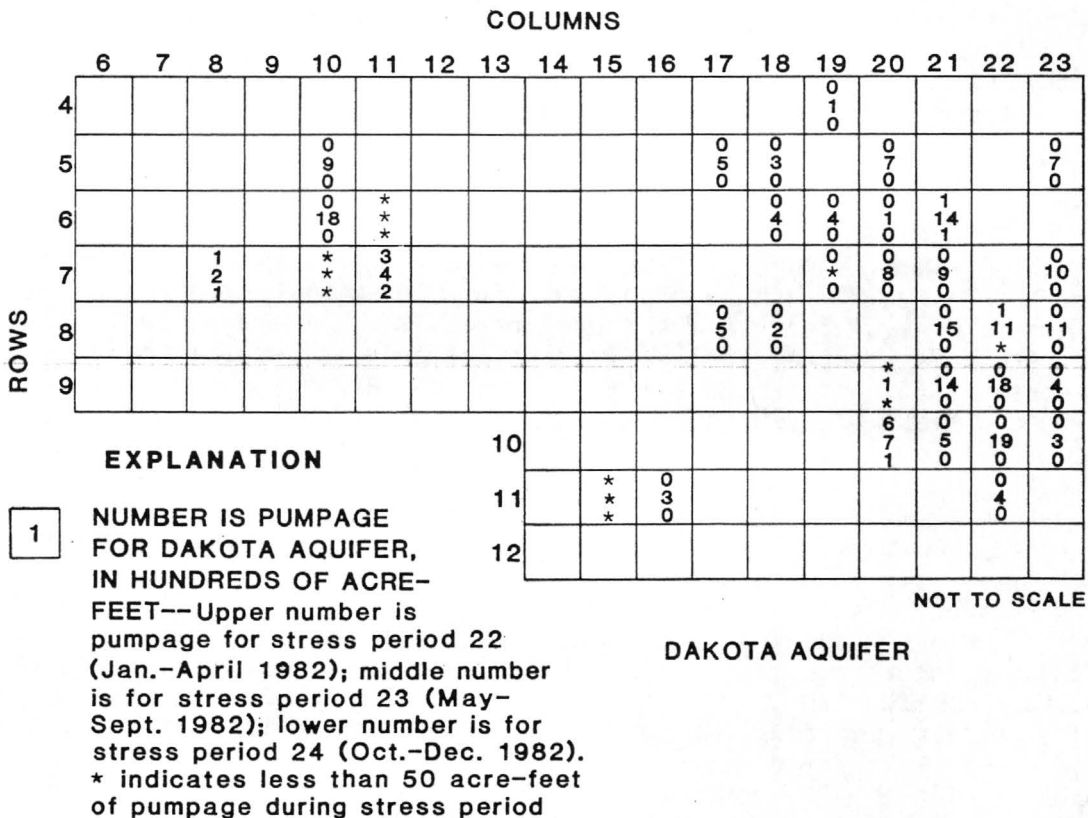 COLUMNS
6 7 8 9 10 11 12 13 14 15 16 17 18 19 20 21 22 23
0
4 1
0
0 0 0 0 0
5 9 5 3 7 7
0 0 0 0 0
0 * 0 0 0 1
6 18 * 4 4 1 14
0 * 0 0 0 1
1 * 3 0 0 0 0
7 2 * 4 * 8 9 10
1 * 2 0 0 0 0
0 0 0 1 0
8 5 2 15 11 11
0 0 0 * 0
* 0 0 0
9 1 14 18 4
* 0 0 0
6 0 0 0
10 7 5 19 3
1 0 0 0
* 0 0
11 * 3 4
* 0 0
12
ROWS
NOT TO SCALE
DAKOTA AQUIFER
EXPLANATION
1
NUMBER IS PUMPAGE
FOR DAKOTA AQUIFER,
IN HUNDREDS OF ACRE-
FEET--Upper number is
pumpage for stress period 22
(Jan.-April 1982); middle number
is for stress period 23 (May-
Sept. 1982); lower number is for
stress period 24 (Oct.-Dec. 1982).
* indicates less than 50 acre-feet
of pumpage during stress period